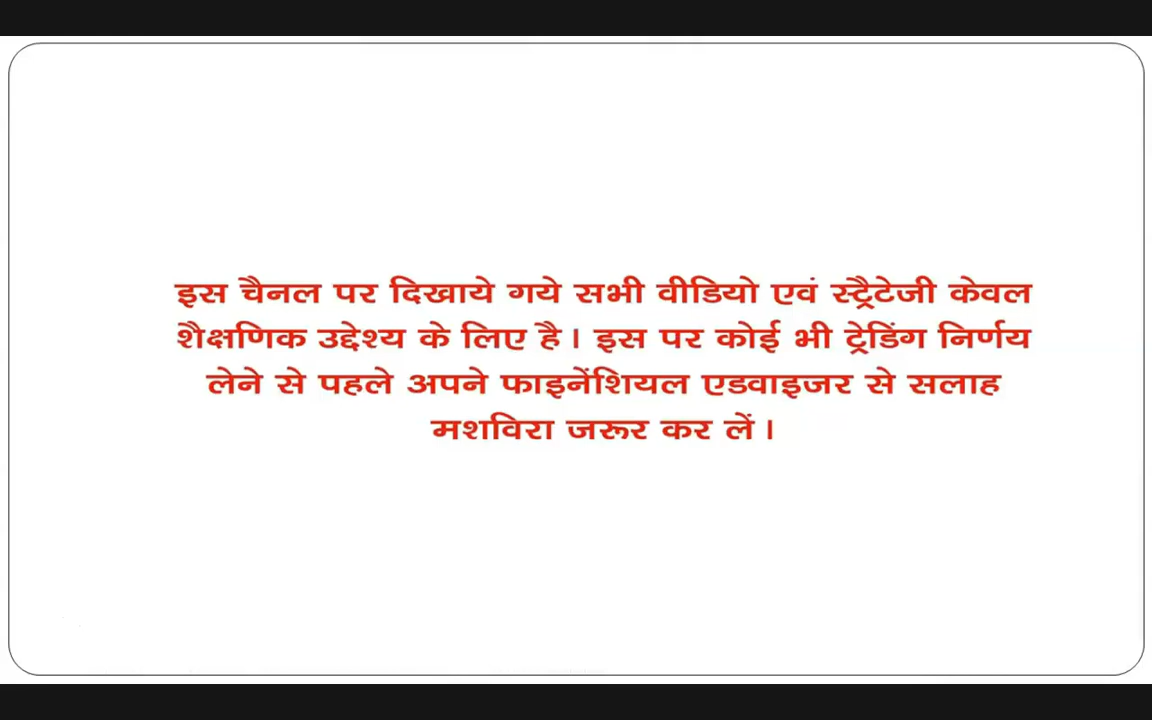 इस चैनल पर दिखाये गये सभी वीडियो एवं स्ट्रैटेजी केवल
शैक्षणिक उद्देश्य के लिए है। इस पर कोई भी ट्रेडिंग निर्णय
लेने से पहले अपने फाइनेंशियल एडवाइजर से सलाह
मशविरा जरूर कर लें।